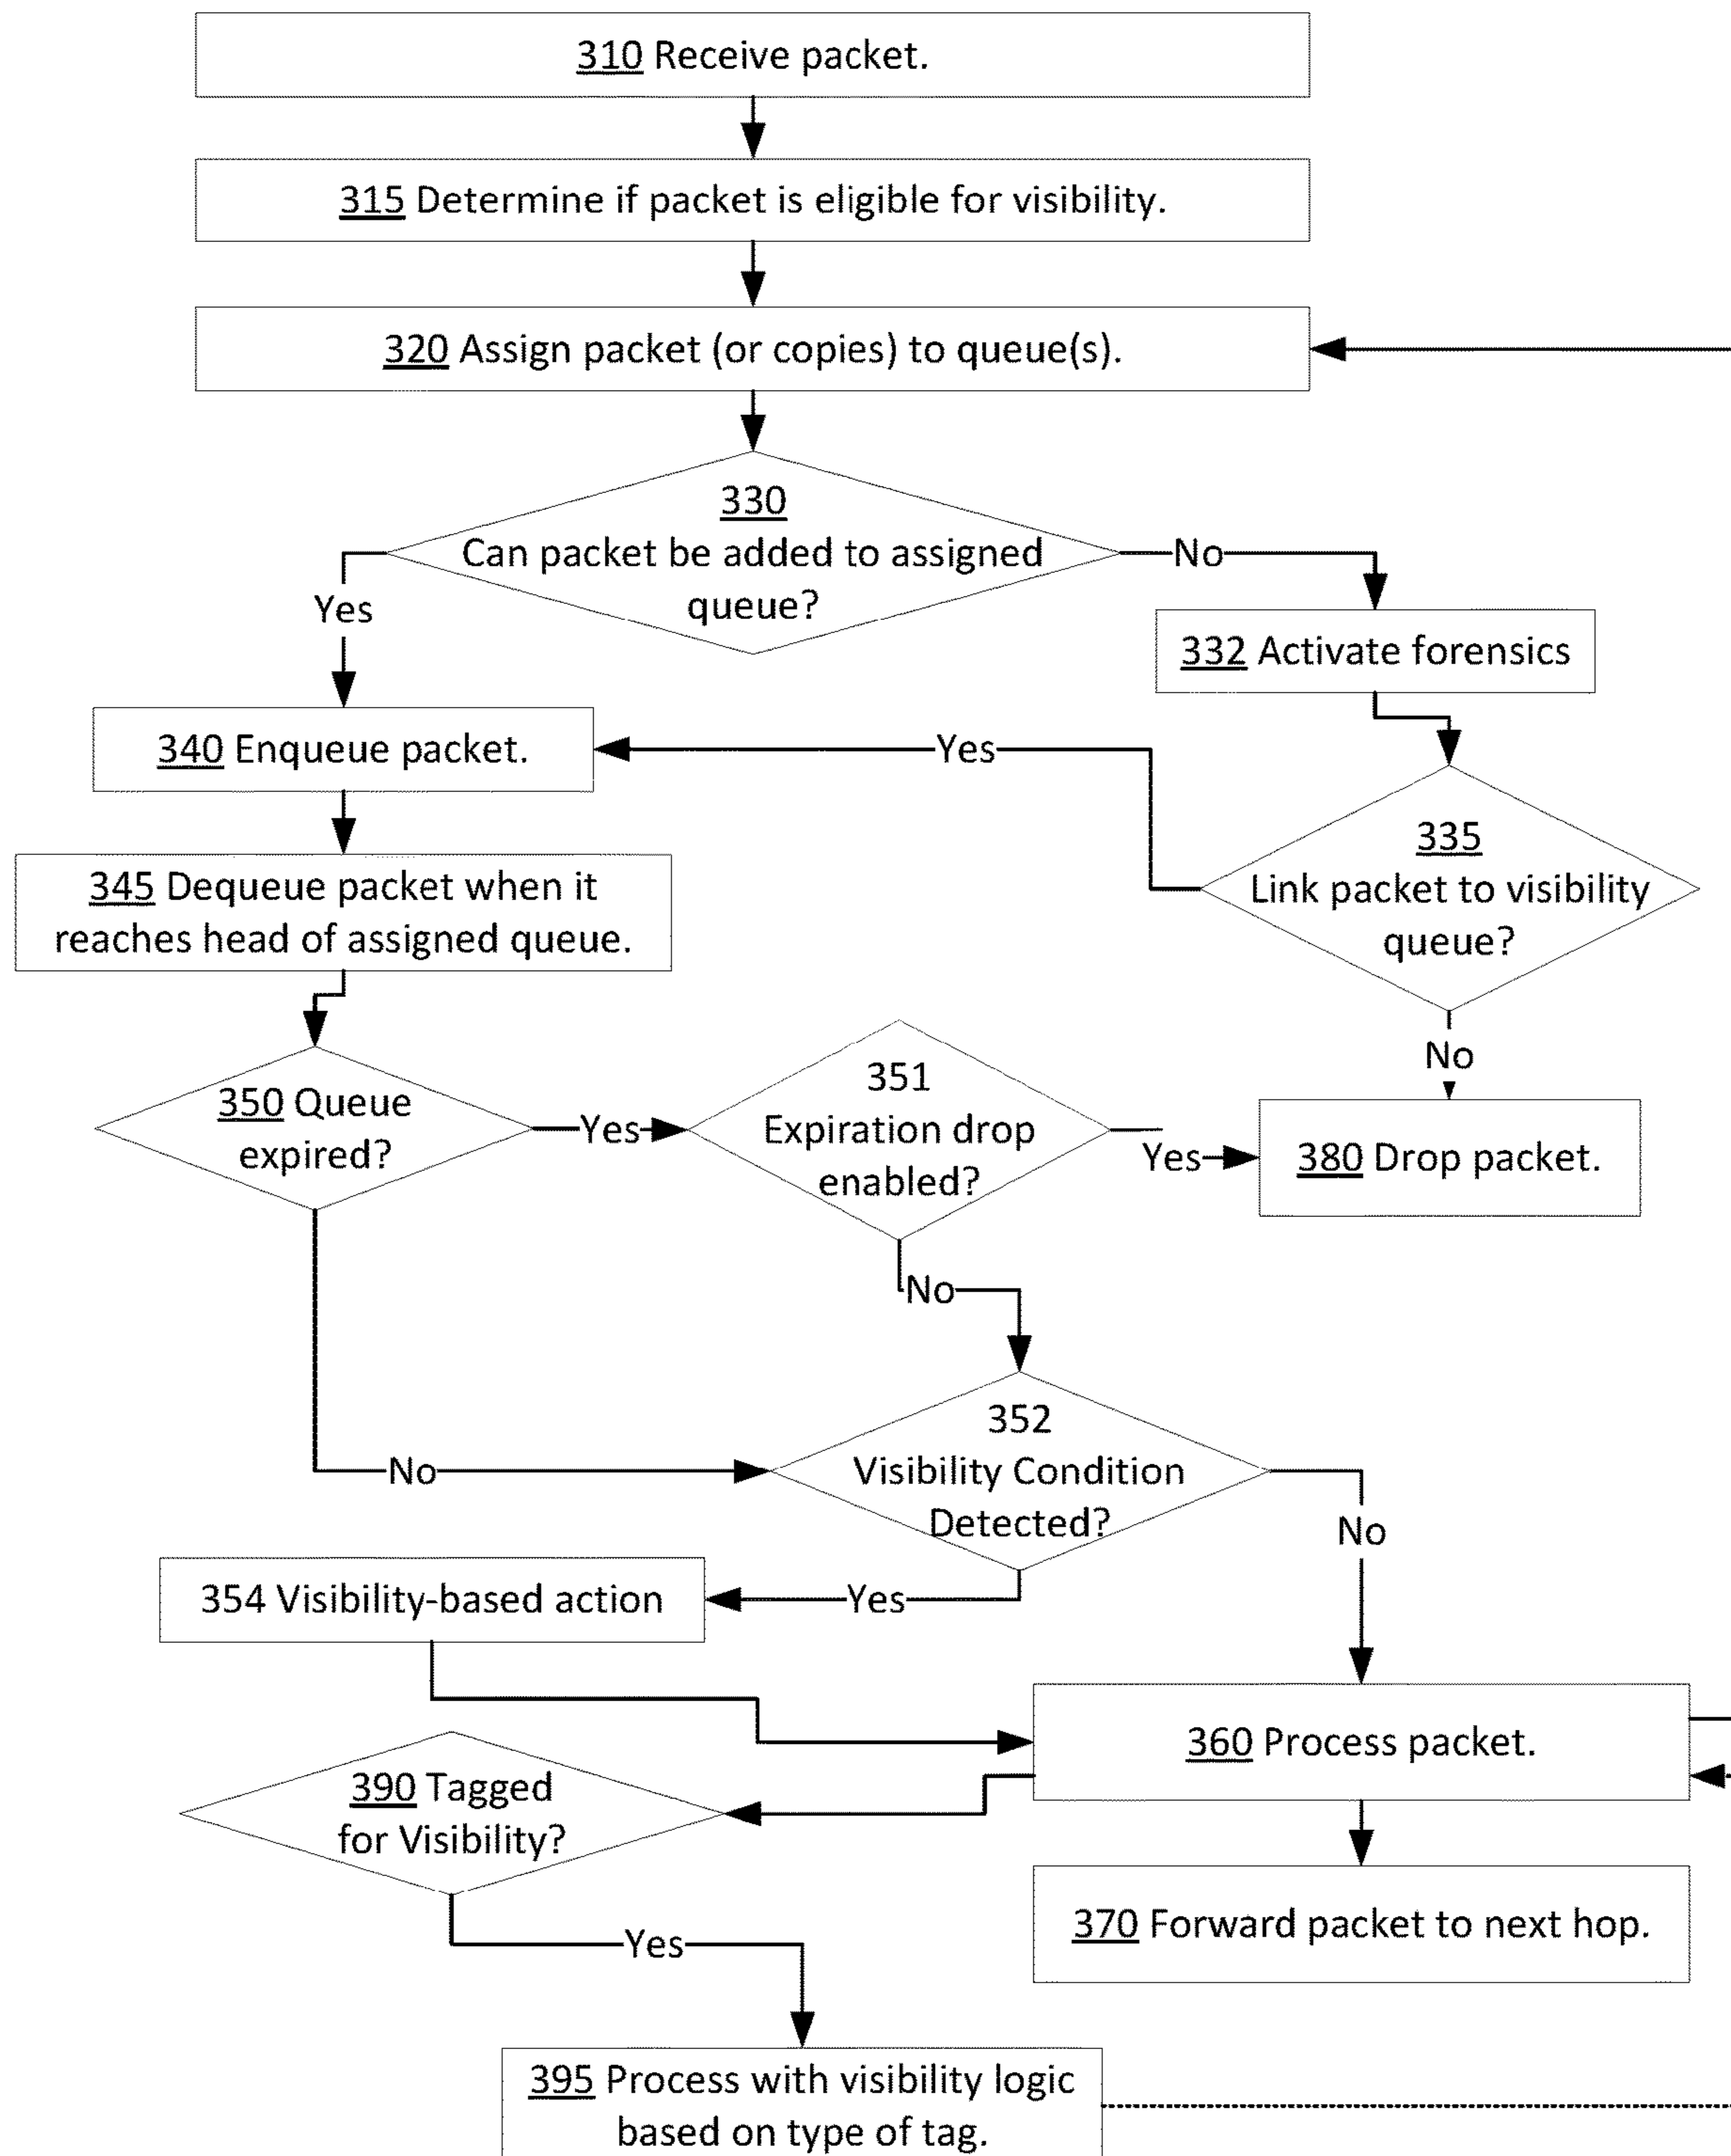 310 Receive packet.
315 Determine if packet is eligible for visibility.
320 Assign packet (or copies) to queue(s).
330
Can packet be added to assigned
queue?
Yes
No
332 Activate forensics
340 Enqueue packet.
Yes
335
Link packet to visibility
queue?
345 Dequeue packet when it
reaches head of assigned queue.
No
350 Queue
expired?
Yes
351
Expiration drop
enabled?
Yes
380 Drop packet.
No
352
Visibility Condition
Detected?
No
No
354 Visibility-based action
Yes
360 Process packet.
390 Tagged
for Visibility?
370 Forward packet to next hop.
Yes
395 Process with visibility logic
based on type of tag.